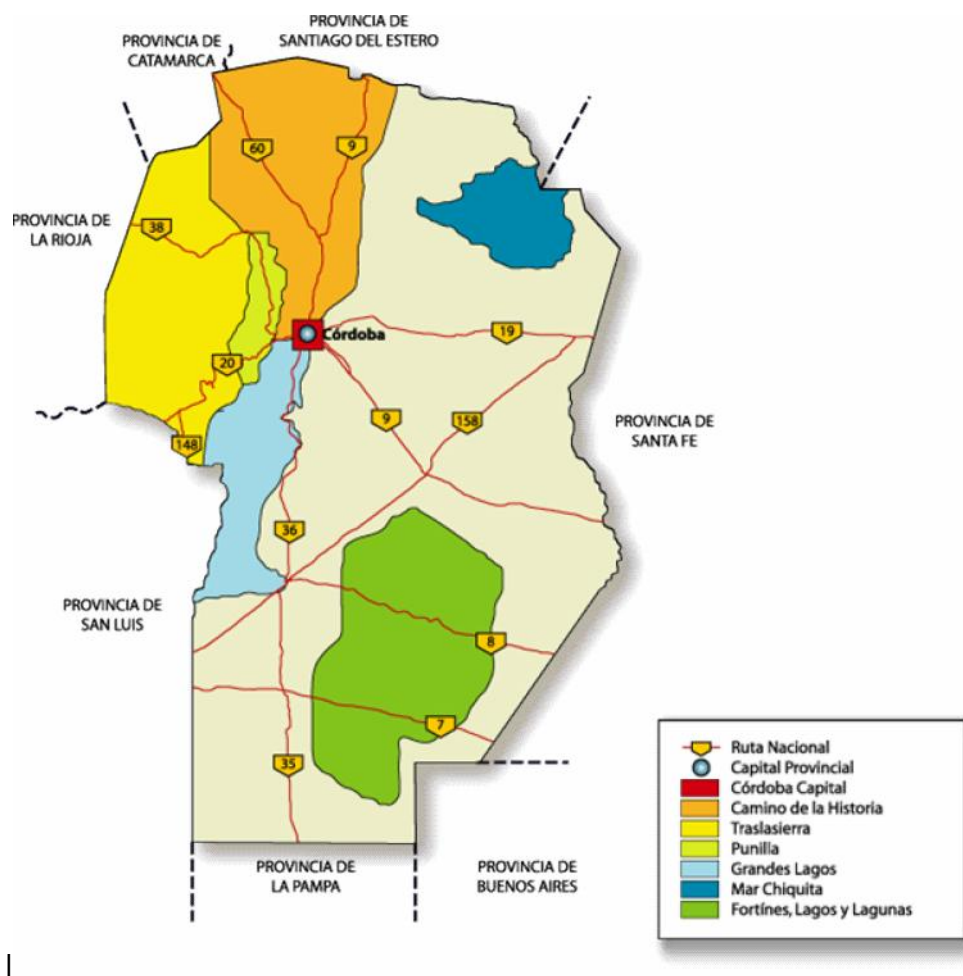 PROVINCIA DE
SANTIAGO DEL ESTERO
PROVINCIA DE
CATAMARCA
60
9
PROVINCIA DE
LA RIOJA
38
Córdoba
19
20
9
158
148
PROVINCIA DE
SANTA FE
36
PROVINCIA DE
SAN LUIS
8
7
35
PROVINCIA DE
LA PAMPA
PROVINCIA DE
BUENOS AIRES
Ruta Nacional
Capital Provincial
Córdoba Capital
Camino de la Historia
Traslasierra
Punilla
Grandes Lagos
Mar Chiquita
Fortínes, Lagos y Lagunas